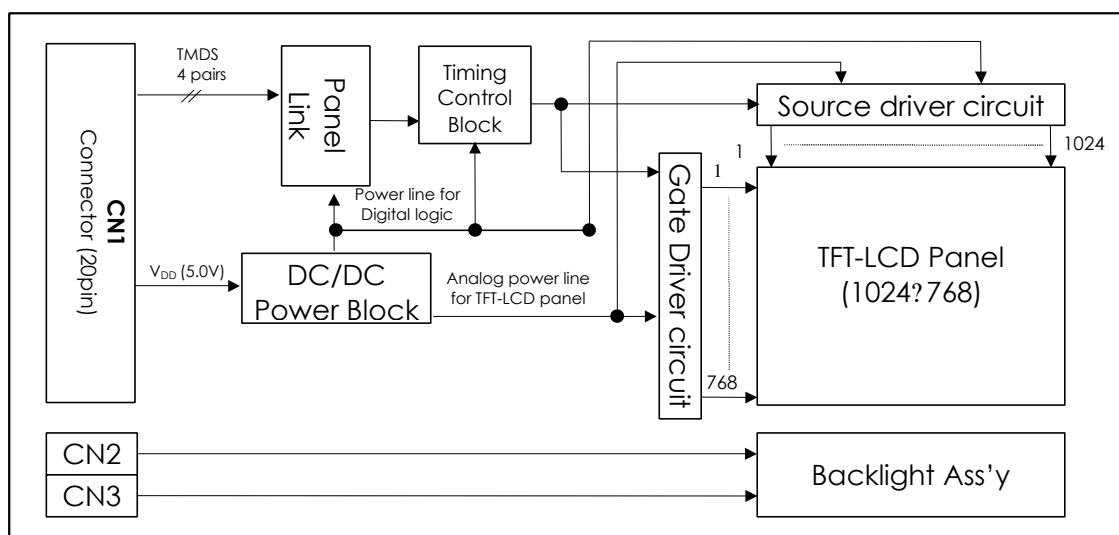 TMDS
4 pairs
Panel
Link
Timing
Control
Block
Source driver circuit
1024
1
1
CN1
Connector (20pin)
Power line for
Digital logic
Gate Driver circuit
VDD (5.0V)
DC/DC
Power Block
Analog power line
for TFT-LCD panel
TFT-LCD Panel
(1024?768)
768
CN2
CN3
Backlight Ass'y